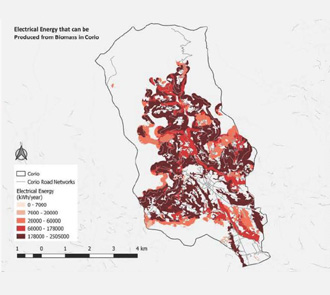 Electrical Energy that can be
Produced from Biomass in Corio
Corio
Corio Road Networks
Electrical Energy
(kWh/year)
0 - 7000
7000 - 20000
20000 - 60000
60000 - 178000
178000 - 2505000
1 0 1 2 3 4 km